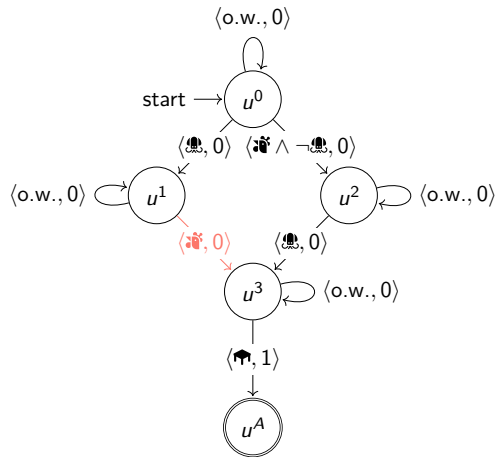 ⟨o.w., 0⟩
start u⁰
⟨🐙, 0⟩ ⟨🐞 ∧ ¬🐙, 0⟩
⟨o.w., 0⟩ u¹ u² ⟨o.w., 0⟩
⟨🐞, 0⟩ ⟨🐙, 0⟩
u³ ⟨o.w., 0⟩
⟨, 1⟩
uᴬ